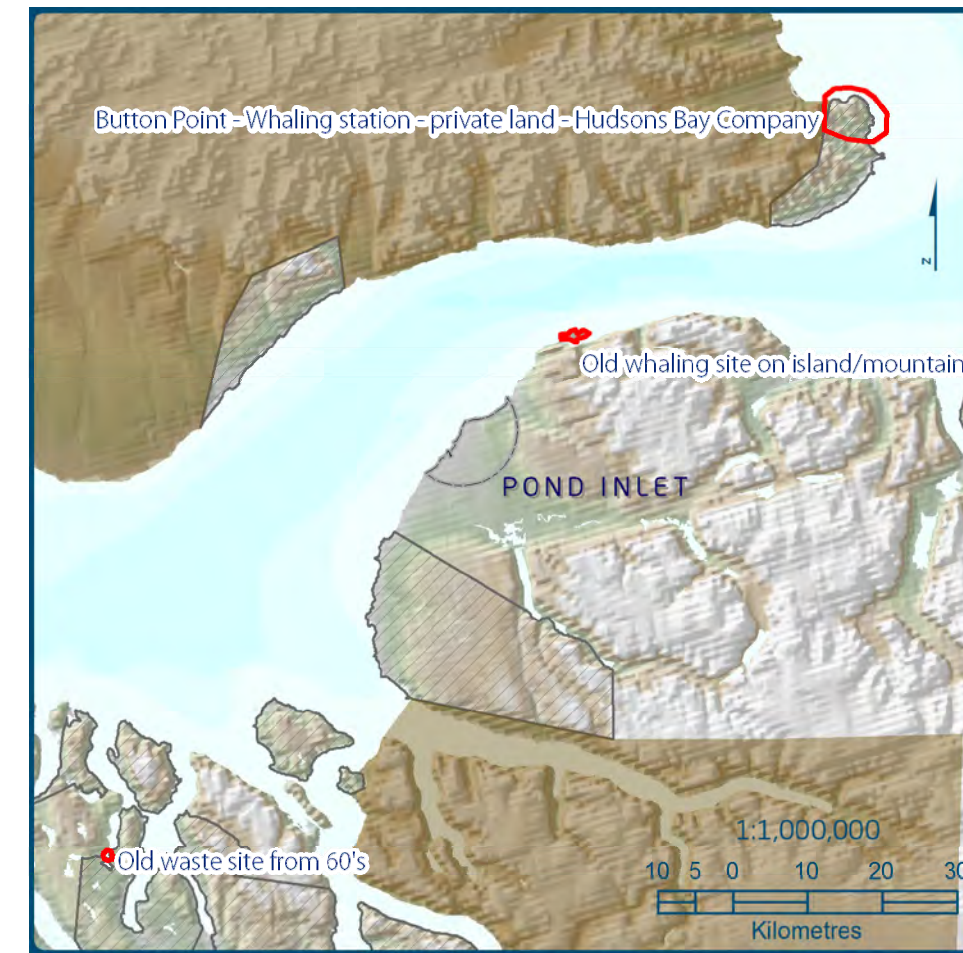 Button Point - Whaling station - private land - Hudsons Bay Company
N
Old whaling site on island/mountain
POND INLET
1:1,000,000
Old waste site from 60's
10 5 0 10 20 30
Kilometres